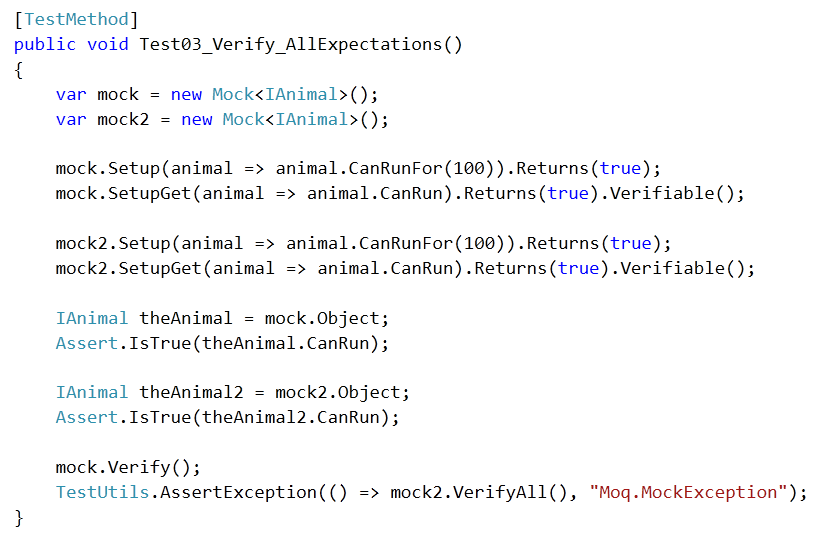 [TestMethod]
public void Test03_Verify_AllExpectations()
{
    var mock = new Mock<IAnimal>();
    var mock2 = new Mock<IAnimal>();

    mock.Setup(animal => animal.CanRunFor(100)).Returns(true);
    mock.SetupGet(animal => animal.CanRun).Returns(true).Verifiable();

    mock2.Setup(animal => animal.CanRunFor(100)).Returns(true);
    mock2.SetupGet(animal => animal.CanRun).Returns(true).Verifiable();

    IAnimal theAnimal = mock.Object;
    Assert.IsTrue(theAnimal.CanRun);

    IAnimal theAnimal2 = mock2.Object;
    Assert.IsTrue(theAnimal2.CanRun);

    mock.Verify();
    TestUtils.AssertException(() => mock2.VerifyAll(), "Moq.MockException");
}